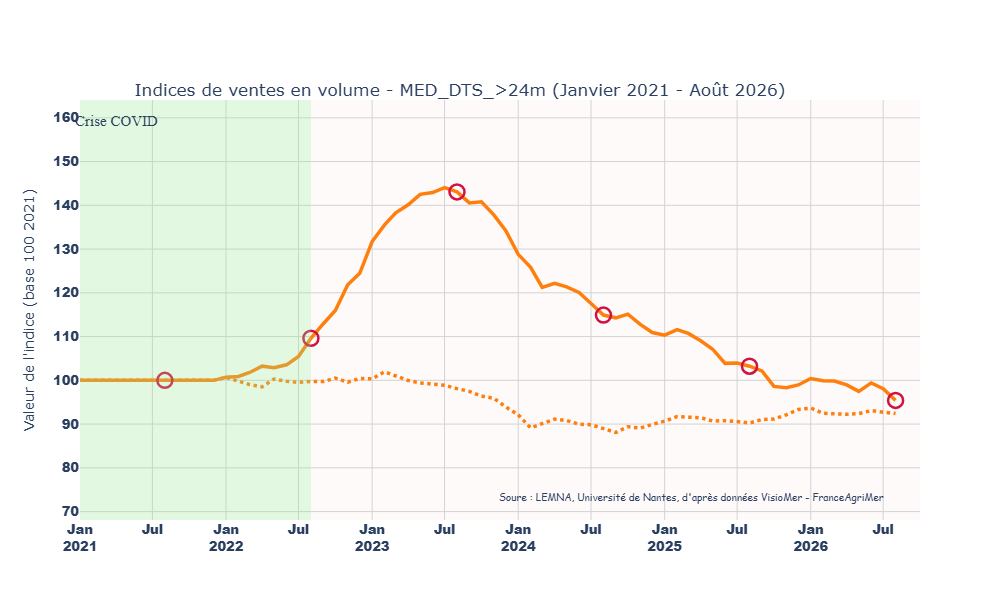 Indices de ventes en volume - MED_DTS_>24m (Janvier 2021 - Août 2026)
Valeur de l'indice (base 100 2021)
160
Crise COVID
150
140
130
120
110
100
90
80
70
Soure : LEMNA, Université de Nantes, d'après données VisioMer - FranceAgriMer
Jan Jul Jan Jul Jan Jul Jan Jul Jan Jul Jan Jul
2021 2022 2023 2024 2025 2026